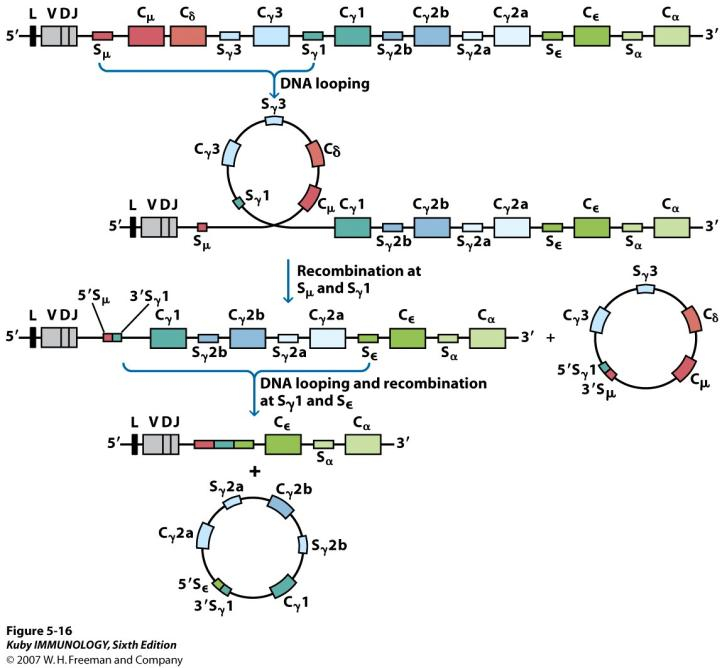 L V DJ Cμ Cδ Cγ3 Cγ1 Cγ2b Cγ2a Cϵ Cα
5′ 3′
Sμ Sγ3 Sγ1 Sγ2b Sγ2a Sϵ Sα
DNA looping
Sγ3
Cγ3 Cδ
Sγ1
L V DJ Cμ Cγ1 Cγ2b Cγ2a Cϵ Cα
5′ 3′
Sμ Sγ2b Sγ2a Sϵ Sα
Recombination at
Sμ and Sγ1
5′Sμ 3′Sγ1
L V DJ Cγ1 Cγ2b Cγ2a Cϵ Cα
5′ 3′ +
Sγ2b Sγ2a Sϵ Sα
Sγ3
Cγ3 Cδ
5′Sγ1
3′Sμ Cμ
DNA looping and recombination
at Sγ1 and Sϵ
L V DJ Cϵ Cα
5′ 3′
Sα
+
Sγ2a Cγ2b
Cγ2a Sγ2b
5′Sϵ
3′Sγ1 Cγ1
Figure 5-16
Kuby IMMUNOLOGY, Sixth Edition
© 2007 W. H. Freeman and Company